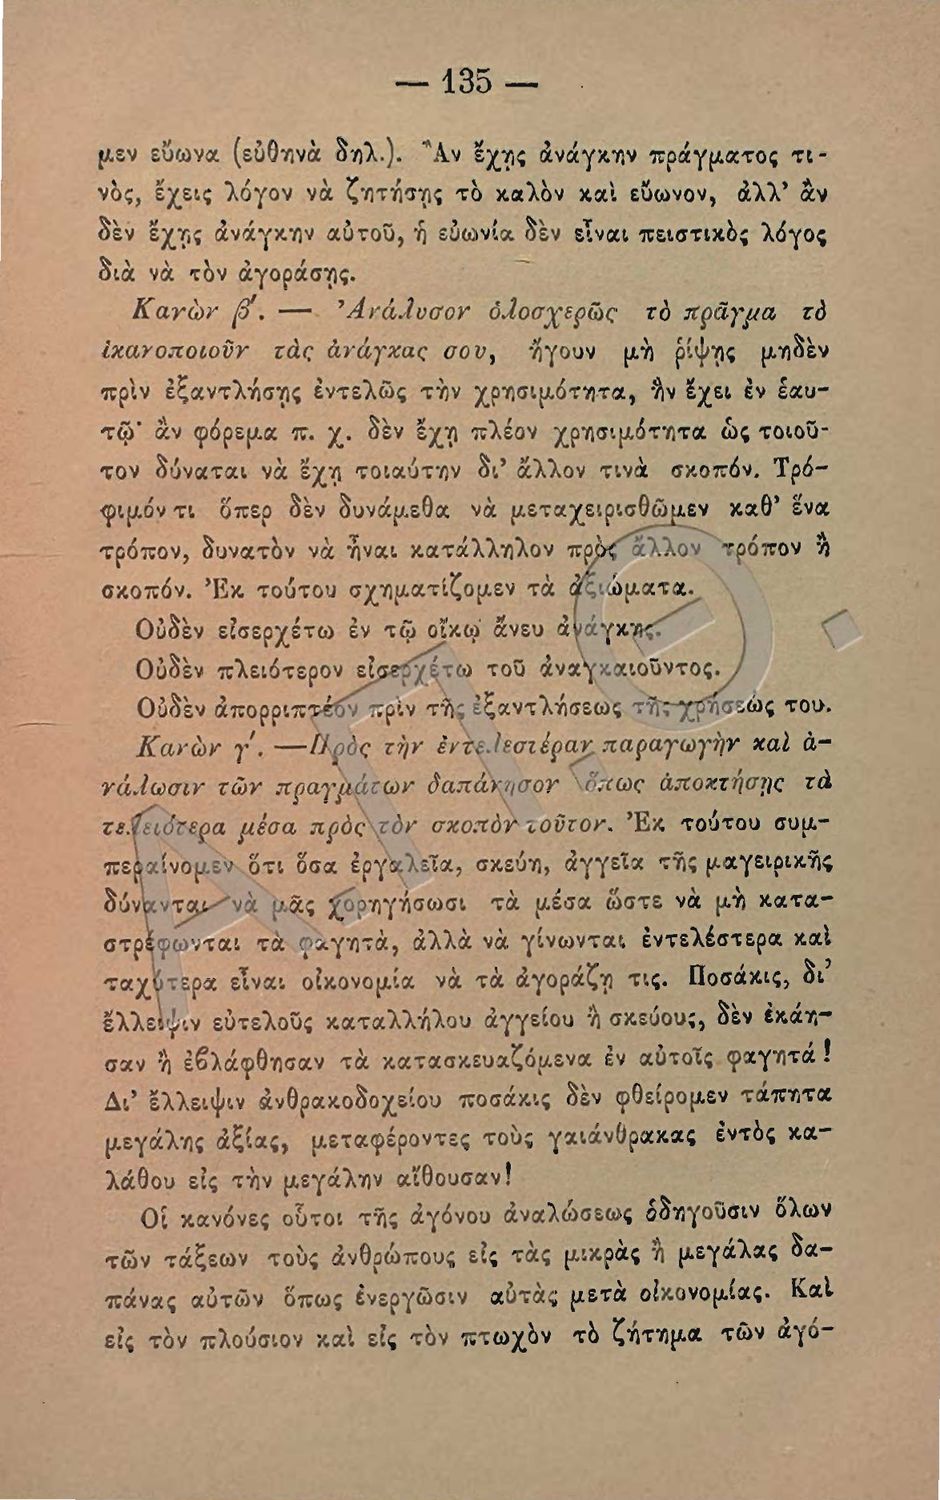 — 135 —
μεν εὔωνα (εὐθηνὰ δηλ.). Ἂν ἔχῃς ἀνάγκην πράγματος τι-
νὸς, ἔχεις λόγον νὰ ζητήσῃς τὸ καλὸν καὶ εὔωνον, ἀλλ’ ἂν
δὲν ἔχῃς ἀνάγκην αὐτοῦ, ἡ εὐωνία δὲν εἶναι πειστικὸς λόγος
διὰ νὰ τὸν ἀγοράσῃς.
Κανὼν β′. — Ἀνάλυσον ὁλοσχερῶς τὸ πρᾶγμα τὸ
ἱκανοποιοῦν τὰς ἀνάγκας σου, ἤγουν μὴ ῥίψῃς μηδὲν
πρὶν ἐξαντλήσῃς ἐντελῶς τὴν χρησιμότητα, ἣν ἔχει ἐν ἑαυ-
τῷ· ἂν φόρεμα π. χ. δὲν ἔχῃ πλέον χρησιμότητα ὡς τοιοῦ-
τον δύναται νὰ ἔχῃ τοιαύτην δι’ ἄλλον τινὰ σκοπόν. Τρό-
φιμόν τι ὅπερ δὲν δυνάμεθα νὰ μεταχειρισθῶμεν καθ’ ἕνα
τρόπον, δυνατὸν νὰ ἦναι κατάλληλον πρὸς ἄλλον τρόπον ἢ
σκοπόν. Ἐκ τούτου σχηματίζομεν τὰ ἀξιώματα.
Οὐδὲν εἰσερχέτω ἐν τῷ οἴκῳ ἄνευ ἀνάγκης.
Οὐδὲν πλειότερον εἰσερχέτω τοῦ ἀναγκαιοῦντος.
Οὐδὲν ἀπορριπτέον πρὶν τῆς ἐξαντλήσεως τῆς χρήσεώς του.
Κανὼν γ′. —Πρὸς τὴν ἐντελεστέραν παραγωγὴν καὶ ἀ-
νάλωσιν τῶν πραγμάτων δαπάνησον ὅπως ἀποκτήσῃς τὰ
τελειότερα μέσα πρὸς τὸν σκοπὸν τοῦτον. Ἐκ τούτου συμ-
περαίνομεν ὅτι ὅσα ἐργαλεῖα, σκεύη, ἀγγεῖα τῆς μαγειρικῆς
δύνανται νὰ μᾶς χορηγήσωσι τὰ μέσα ὥστε νὰ μὴ κατα-
στρέφωνται τὰ φαγητὰ, ἀλλὰ νὰ γίνωνται ἐντελέστερα καὶ
ταχύτερα εἶναι οἰκονομία νὰ τὰ ἀγοράζῃ τις. Ποσάκις, δι’
ἔλλειψιν εὐτελοῦς καταλλήλου ἀγγείου ἢ σκεύους, δὲν ἐκάη-
σαν ἢ ἐβλάφθησαν τὰ κατασκευαζόμενα ἐν αὐτοῖς φαγητά!
Δι’ ἔλλειψιν ἀνθρακοδοχείου ποσάκις δὲν φθείρομεν τάπητα
μεγάλης ἀξίας, μεταφέροντες τοὺς γαιάνθρακας ἐντὸς κα-
λάθου εἰς τὴν μεγάλην αἴθουσαν!
Οἱ κανόνες οὗτοι τῆς ἀγόνου ἀναλώσεως ὁδηγοῦσιν ὅλων
τῶν τάξεων τοὺς ἀνθρώπους εἰς τὰς μικρὰς ἢ μεγάλας δα-
πάνας αὐτῶν ὅπως ἐνεργῶσιν αὐτὰς μετὰ οἰκονομίας. Καὶ
εἰς τὸν πλούσιον καὶ εἰς τὸν πτωχὸν τὸ ζήτημα τῶν ἀγό-